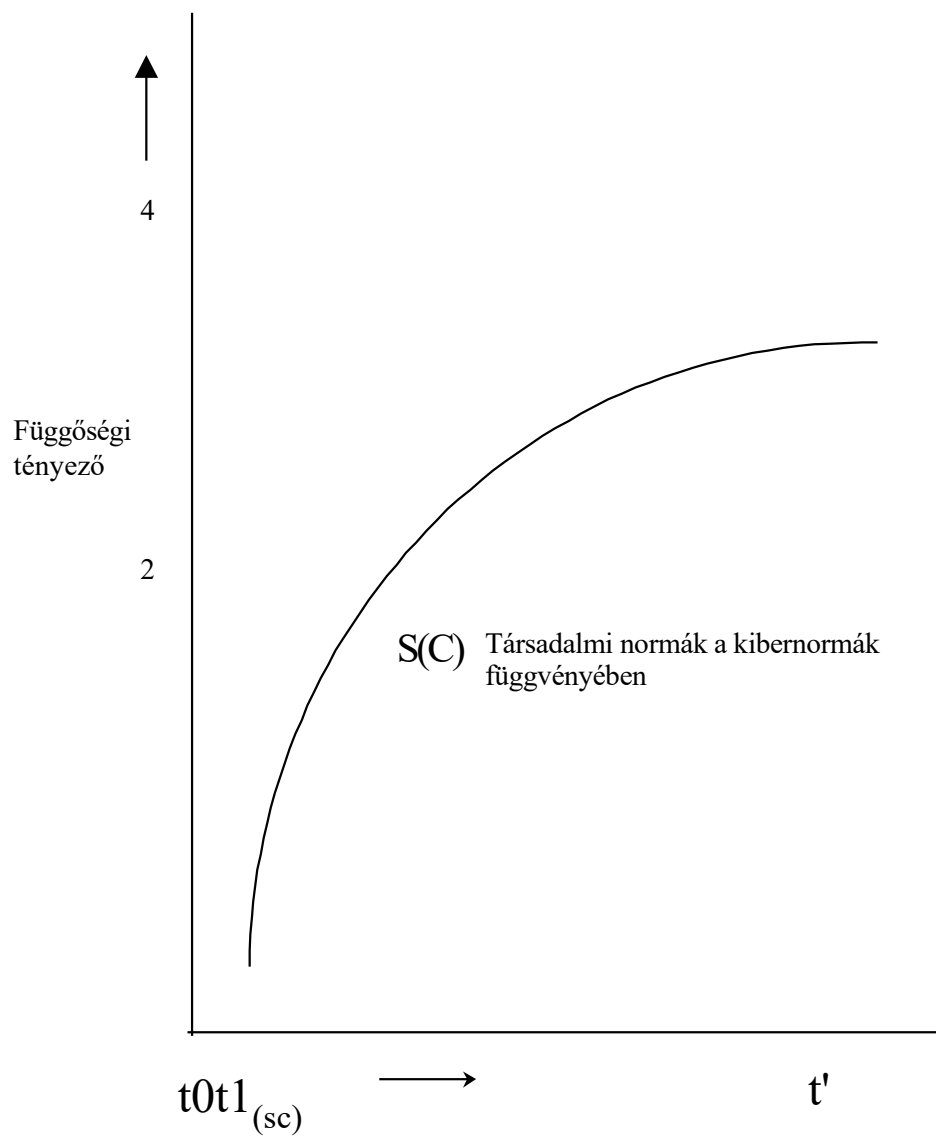 4
Függőségi
tényező
2
S(C) Társadalmi normák a kibernormák
függvényében
t0t1(sc) t'